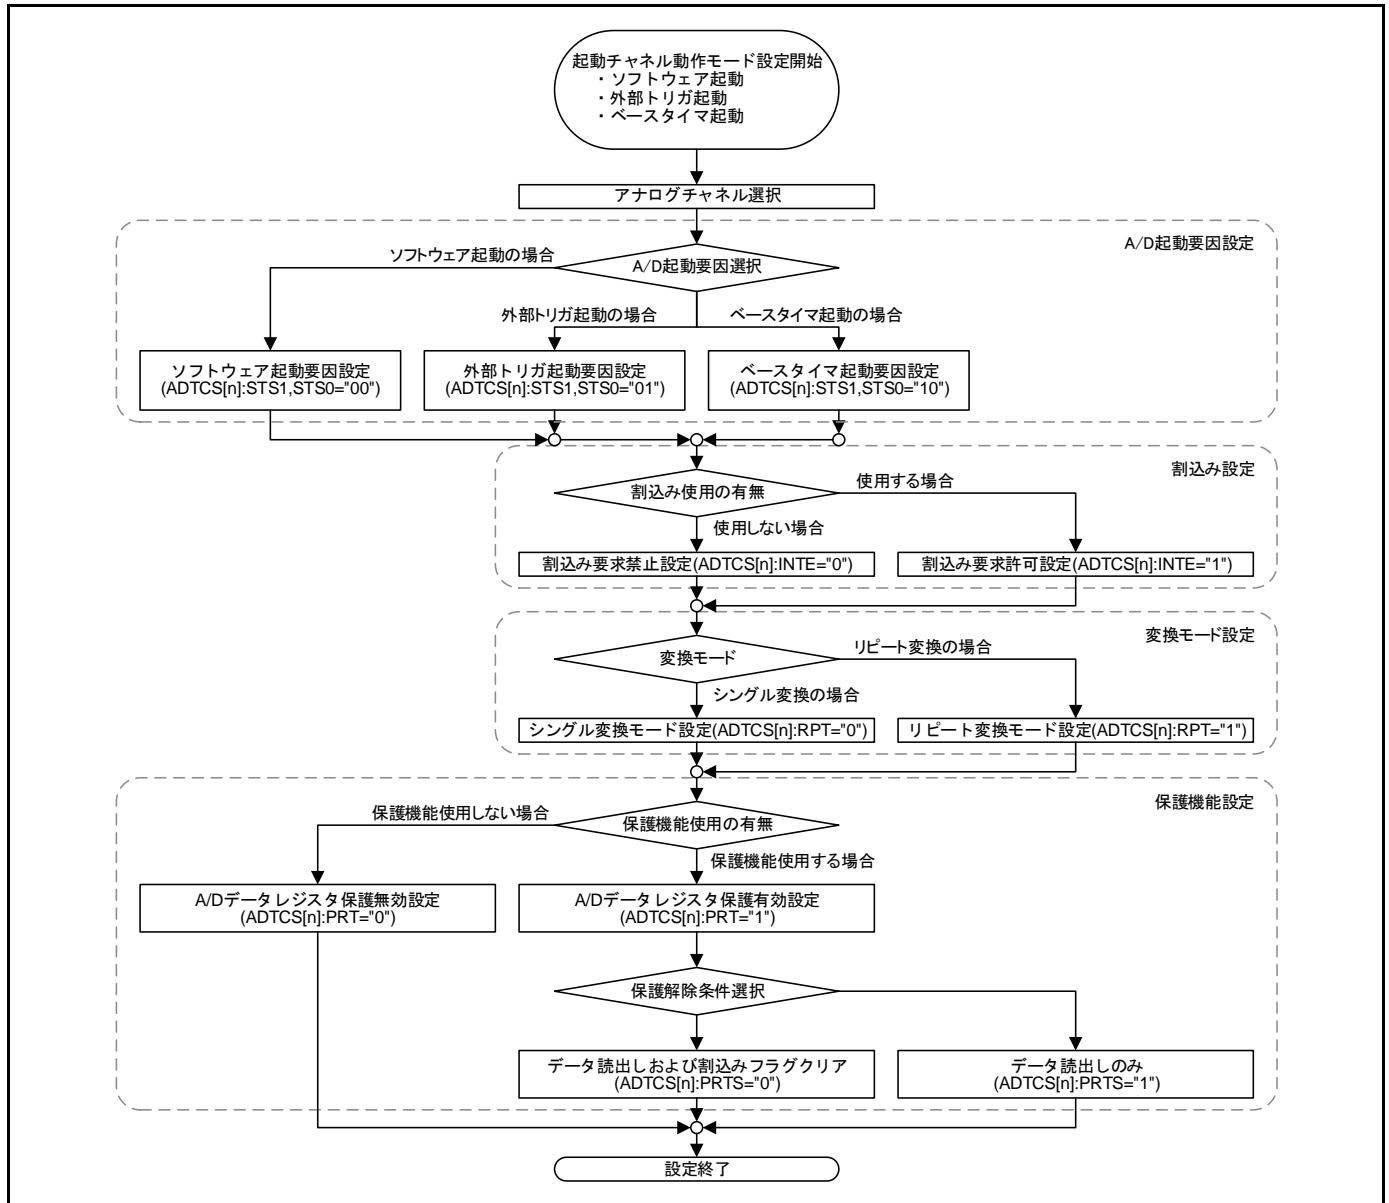 起動チャネル動作モード設定開始
・ソフトウェア起動
・外部トリガ起動
・ベースタイマ起動
アナログチャネル選択
A/D起動要因設定
ソフトウェア起動の場合
A/D起動要因選択
外部トリガ起動の場合
ベースタイマ起動の場合
ソフトウェア起動要因設定
(ADTCS[n]:STS1,STS0="00")
外部トリガ起動要因設定
(ADTCS[n]:STS1,STS0="01")
ベースタイマ起動要因設定
(ADTCS[n]:STS1,STS0="10")
割込み設定
割込み使用の有無
使用する場合
使用しない場合
割込み要求禁止設定(ADTCS[n]:INTE="0")
割込み要求許可設定(ADTCS[n]:INTE="1")
変換モード設定
変換モード
リピート変換の場合
シングル変換の場合
シングル変換モード設定(ADTCS[n]:RPT="0")
リピート変換モード設定(ADTCS[n]:RPT="1")
保護機能設定
保護機能使用しない場合
保護機能使用の有無
保護機能使用する場合
A/Dデータレジスタ保護無効設定
(ADTCS[n]:PRT="0")
A/Dデータレジスタ保護有効設定
(ADTCS[n]:PRT="1")
保護解除条件選択
データ読出しおよび割込みフラグクリア
(ADTCS[n]:PRTS="0")
データ読出しのみ
(ADTCS[n]:PRTS="1")
設定終了